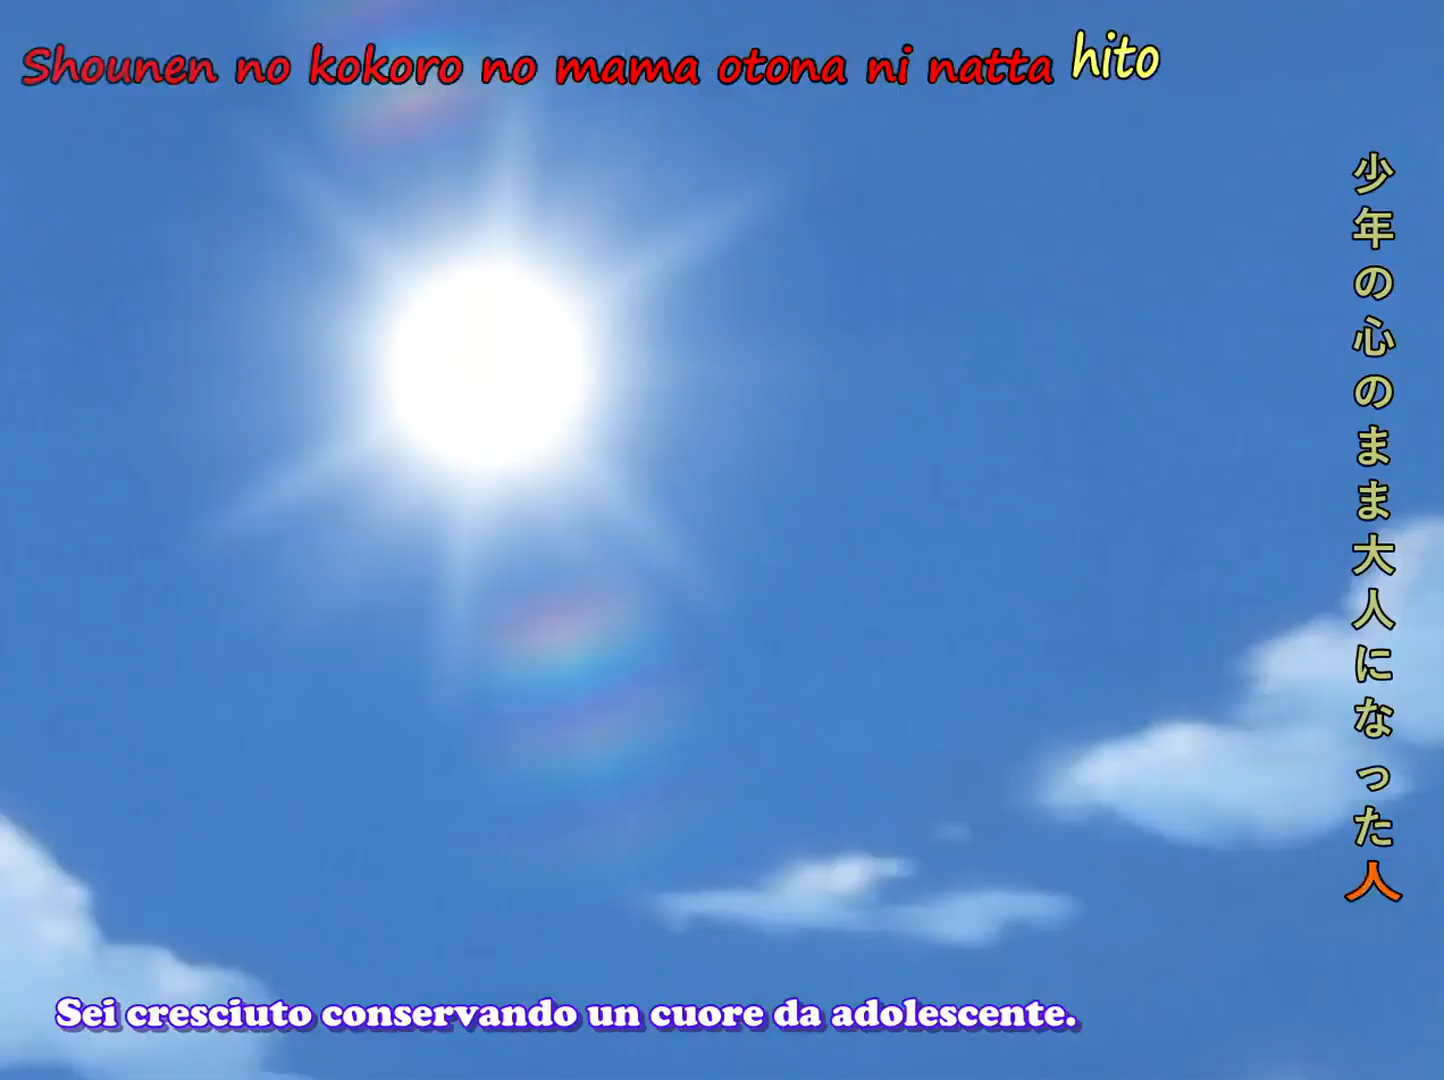 Shounen no kokoro no mama otona ni natta hito
少年の心のまま大人になった人
Sei cresciuto conservando un cuore da adolescente.